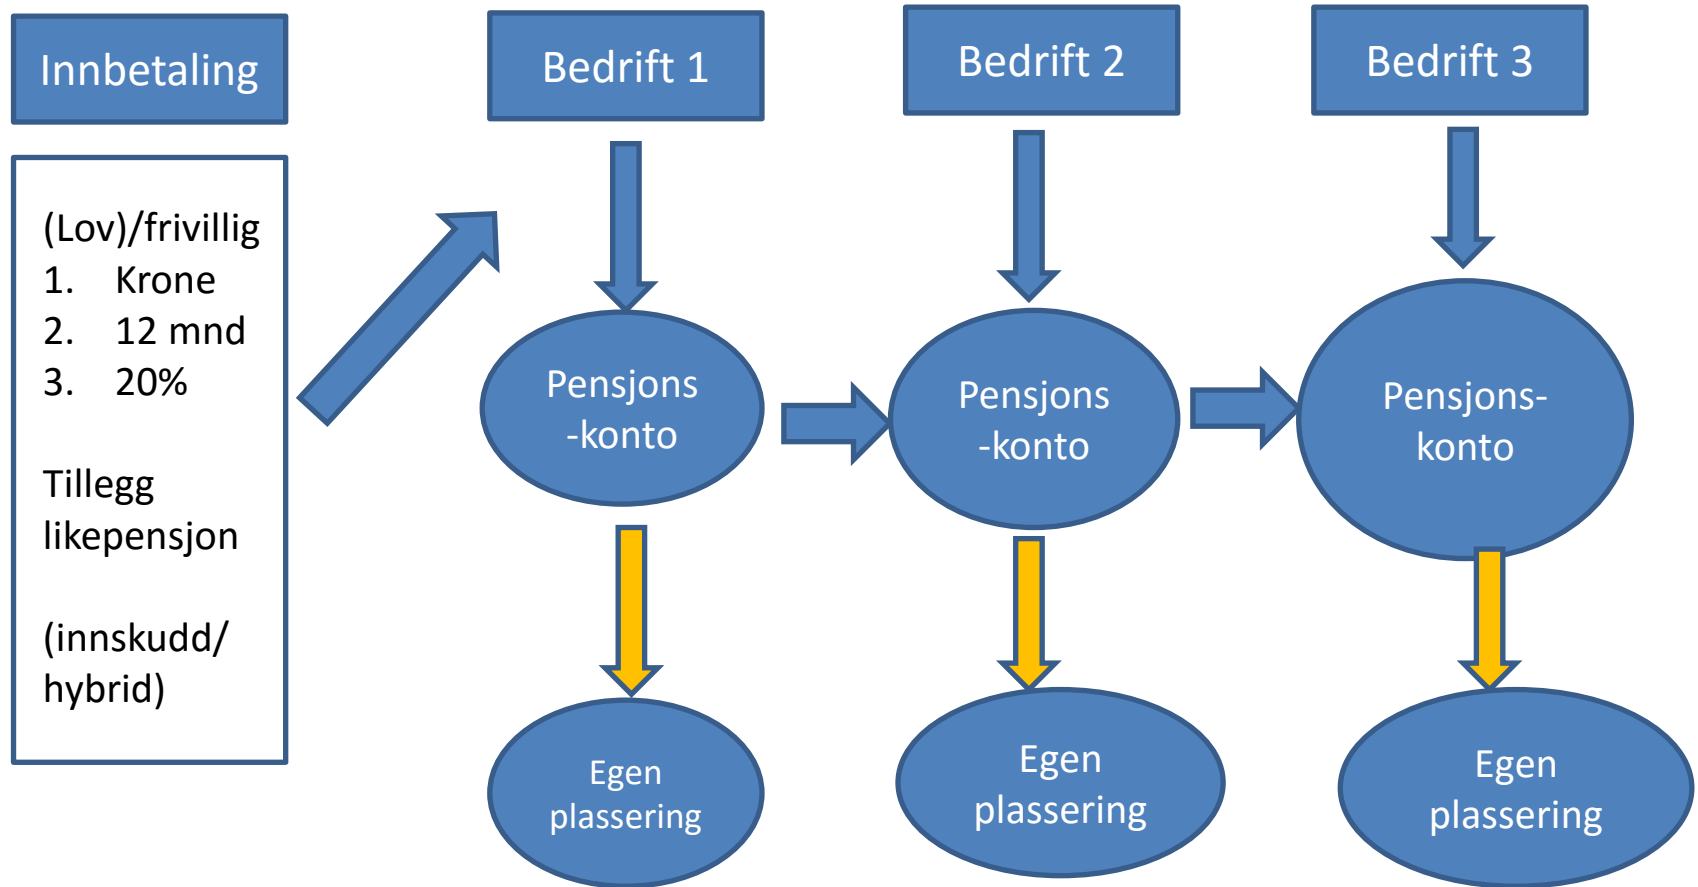 Innbetaling
Bedrift 1
Bedrift 2
Bedrift 3
(Lov)/frivillig
1. Krone
2. 12 mnd
3. 20%
Tillegg
likepensjon
(innskudd/
hybrid)
Pensjons
-konto
Pensjons
-konto
Pensjons-
konto
Egen
plassering
Egen
plassering
Egen
plassering